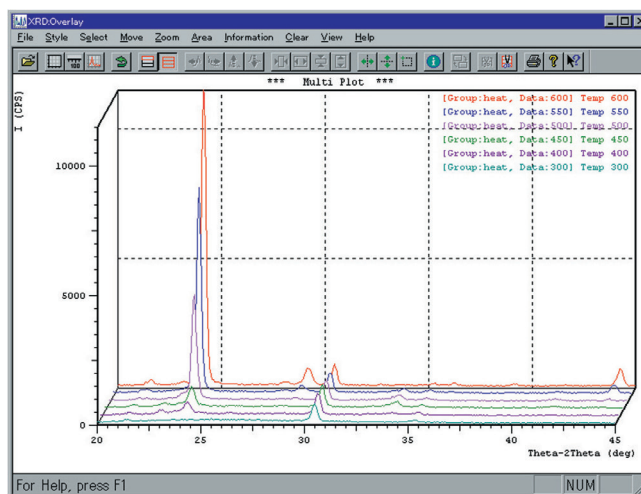 XRD:Overlay
File Style Select Move Zoom Area Information Clear View Help
*** Multi Plot ***
I (CPS)
[Group:heat, Data:600] Temp 600
[Group:heat, Data:550] Temp 550
[Group:heat, Data:500] Temp 500
[Group:heat, Data:450] Temp 450
[Group:heat, Data:400] Temp 400
[Group:heat, Data:300] Temp 300
10000
5000
0
20 25 30 35 40 45
Theta-2Theta (deg)
For Help, press F1
NUM